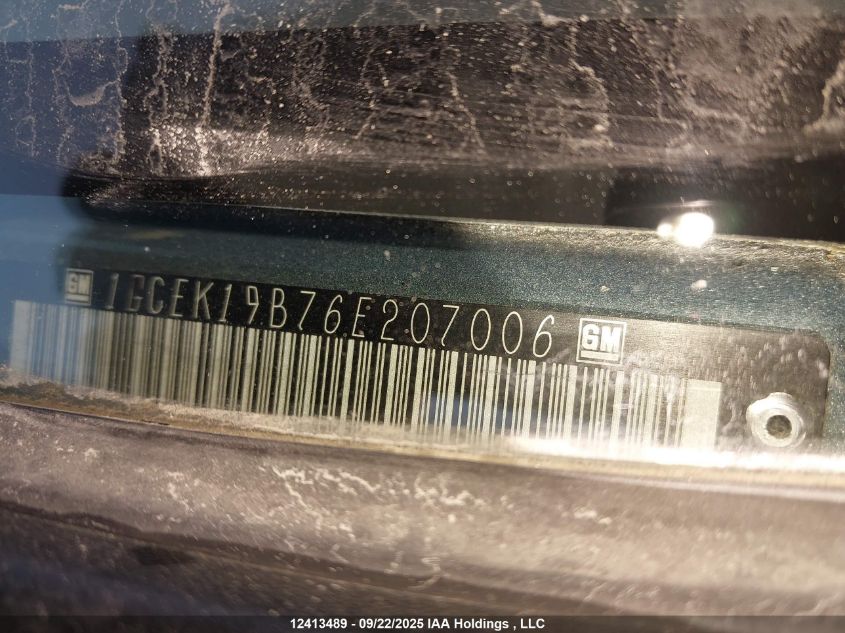 GM 1GCEK19B76E207006 GM
12413489 - 09/22/2025 IAA Holdings , LLC